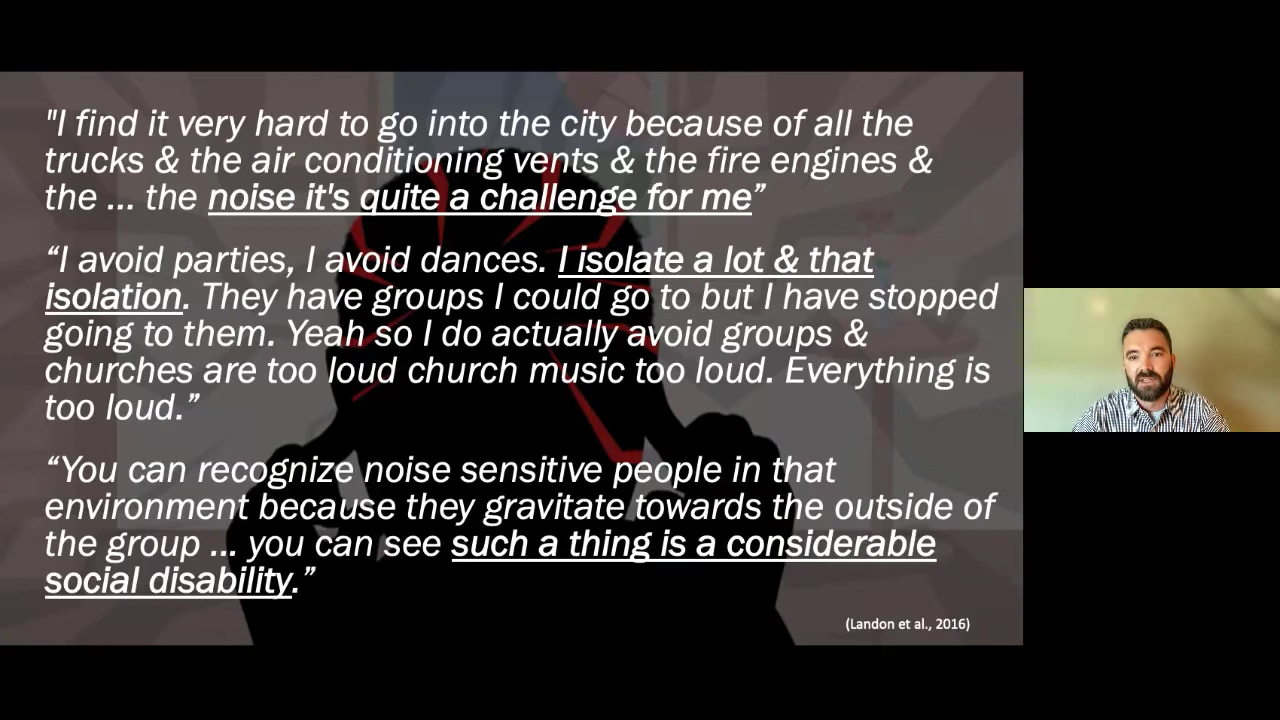 "I find it very hard to go into the city because of all the
trucks & the air conditioning vents & the fire engines &
the ... the noise it's quite a challenge for me”
“I avoid parties, I avoid dances. I isolate a lot & that
isolation. They have groups I could go to but I have stopped
going to them. Yeah so I do actually avoid groups &
churches are too loud church music too loud. Everything is
too loud.”
“You can recognize noise sensitive people in that
environment because they gravitate towards the outside of
the group ... you can see such a thing is a considerable
social disability.”
(Landon et al., 2016)